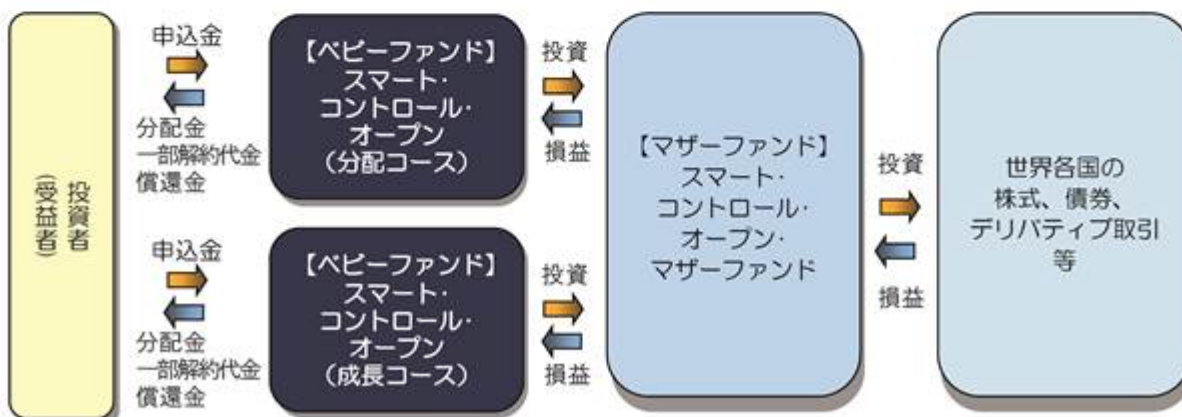 投資者
(受益者)
申込金
分配金
一部解約代金
償還金
【ベビーファンド】
スマート・
コントロール・
オープン
(分配コース)
投資
損益
申込金
分配金
一部解約代金
償還金
【ベビーファンド】
スマート・
コントロール・
オープン
(成長コース)
投資
損益
【マザーファンド】
スマート・
コントロール・
オープン・
マザーファンド
投資
損益
世界各国の
株式、債券、
デリバティブ取引
等